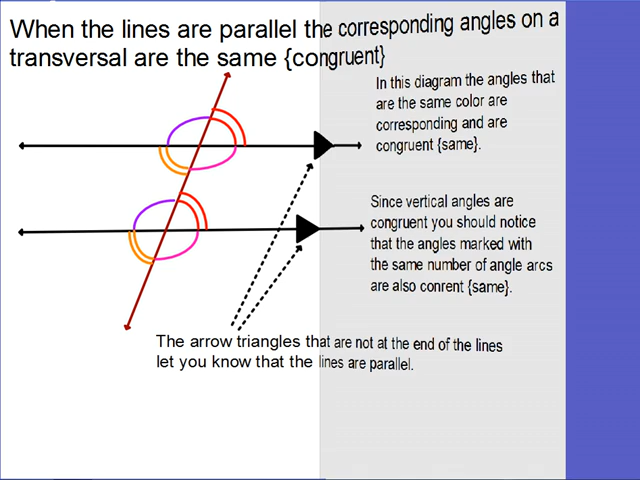 When the lines are parallel the corresponding angles on a
transversal are the same {congruent}
In this diagram the angles that
are the same color are
corresponding and are
congruent {same}.
Since vertical angles are
congruent you should notice
that the angles marked with
the same number of angle arcs
are also conrent {same}.
The arrow triangles that are not at the end of the lines
let you know that the lines are parallel.